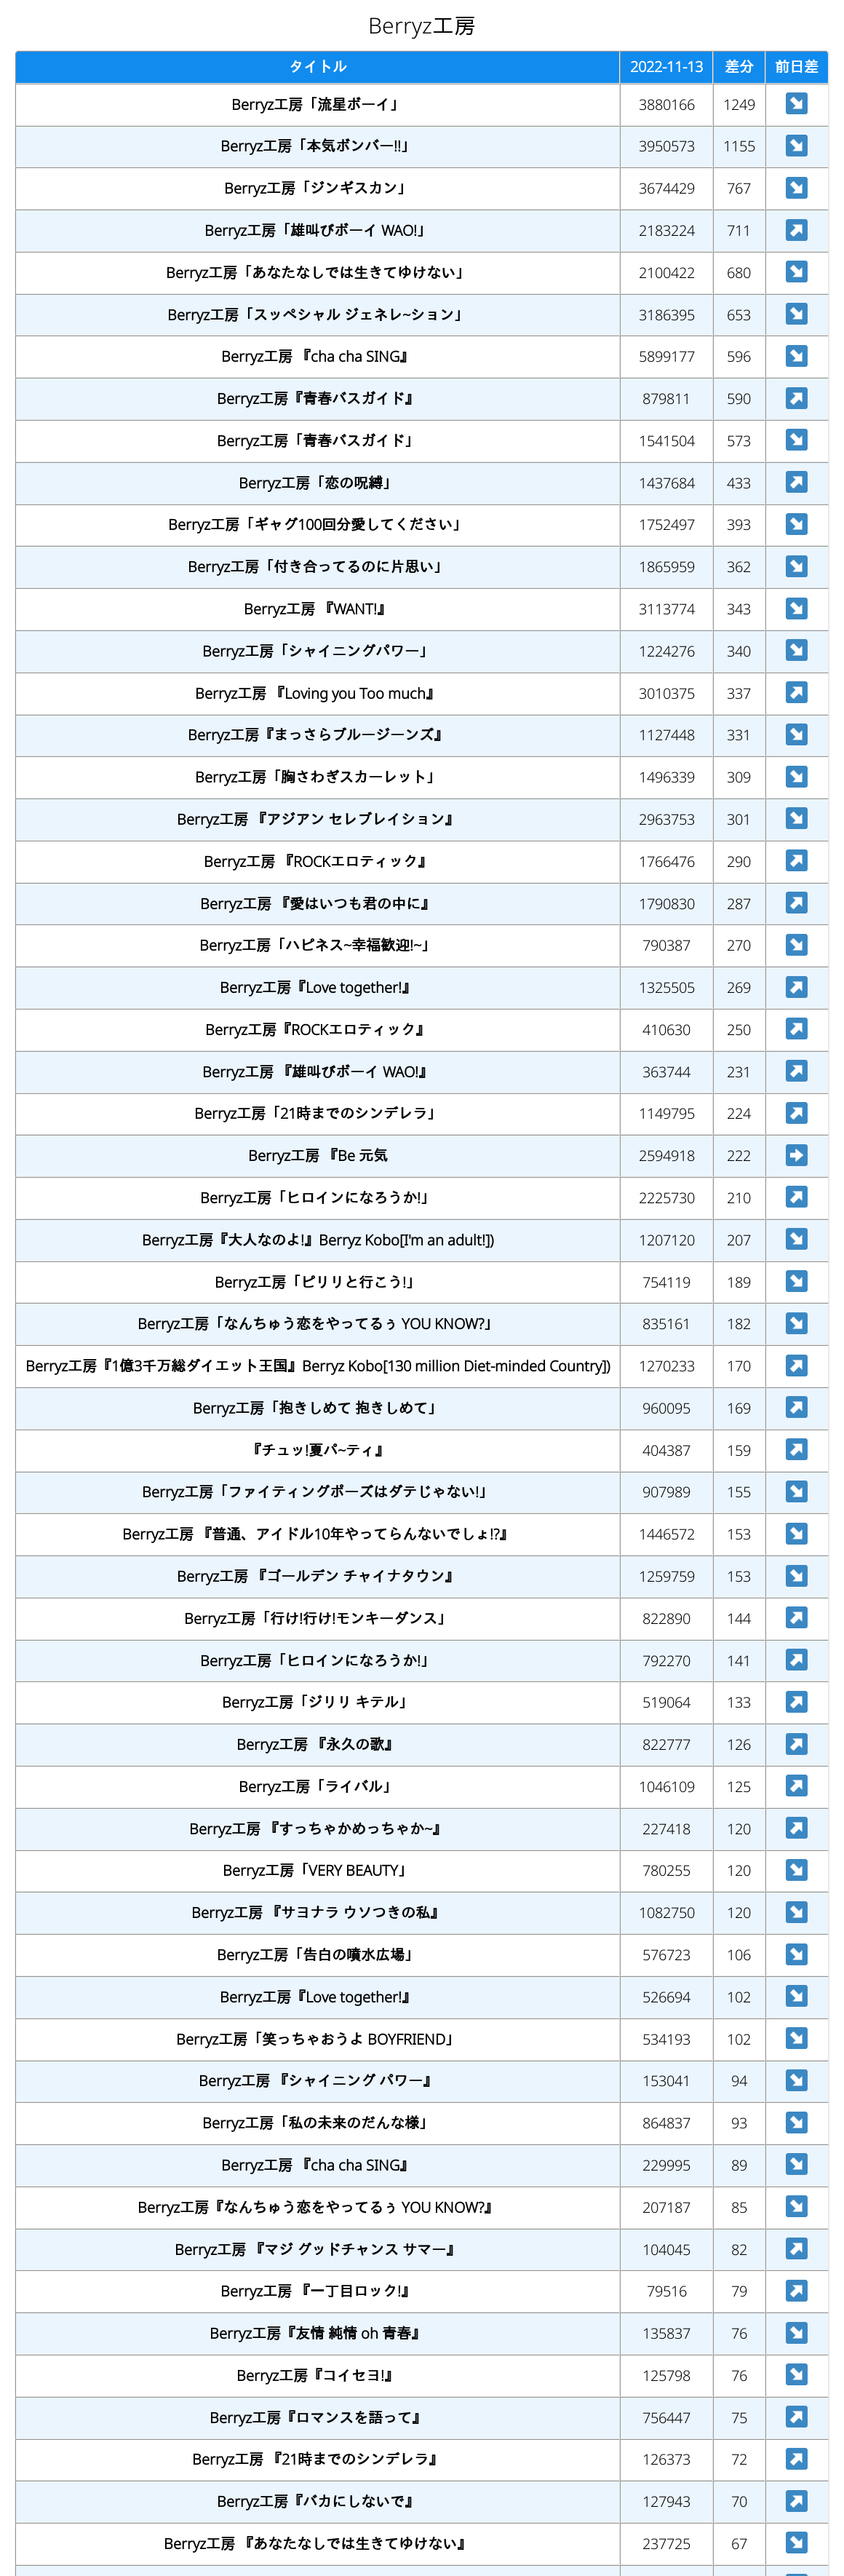 Berryz工房
タイトル 2022-11-13 差分 前日差
Berryz工房「流星ボーイ」 3880166 1249 ↘
Berryz工房「本気ボンバー!!」 3950573 1155 ↘
Berryz工房「ジンギスカン」 3674429 767 ↘
Berryz工房「雄叫びボーイ WAO!」 2183224 711 ↗
Berryz工房「あなたなしでは生きてゆけない」 2100422 680 ↘
Berryz工房「スッペシャル ジェネレ~ション」 3186395 653 ↘
Berryz工房 『cha cha SING』 5899177 596 ↘
Berryz工房『青春バスガイド』 879811 590 ↗
Berryz工房「青春バスガイド」 1541504 573 ↘
Berryz工房「恋の呪縛」 1437684 433 ↗
Berryz工房「ギャグ100回分愛してください」 1752497 393 ↘
Berryz工房「付き合ってるのに片思い」 1865959 362 ↘
Berryz工房 『WANT!』 3113774 343 ↘
Berryz工房「シャイニングパワー」 1224276 340 ↘
Berryz工房 『Loving you Too much』 3010375 337 ↗
Berryz工房『まっさらブルージーンズ』 1127448 331 ↘
Berryz工房「胸さわぎスカーレット」 1496339 309 ↘
Berryz工房 『アジアン セレブレイション』 2963753 301 ↘
Berryz工房 『ROCKエロティック』 1766476 290 ↗
Berryz工房 『愛はいつも君の中に』 1790830 287 ↗
Berryz工房「ハピネス~幸福歓迎!~」 790387 270 ↘
Berryz工房『Love together!』 1325505 269 ↗
Berryz工房『ROCKエロティック』 410630 250 ↗
Berryz工房 『雄叫びボーイ WAO!』 363744 231 ↗
Berryz工房「21時までのシンデレラ」 1149795 224 ↗
Berryz工房 『Be 元気 2594918 222 ➡
Berryz工房「ヒロインになろうか!」 2225730 210 ↗
Berryz工房『大人なのよ!』Berryz Kobo[I'm an adult!]) 1207120 207 ↘
Berryz工房「ピリリと行こう!」 754119 189 ↘
Berryz工房「なんちゅう恋をやってるぅ YOU KNOW?」 835161 182 ↘
Berryz工房『1億3千万総ダイエット王国』Berryz Kobo[130 million Diet-minded Country]) 1270233 170 ↗
Berryz工房「抱きしめて 抱きしめて」 960095 169 ↗
『チュッ!夏パ~ティ』 404387 159 ↗
Berryz工房「ファイティングポーズはダテじゃない!」 907989 155 ↘
Berryz工房 『普通、アイドル10年やってらんないでしょ!?』 1446572 153 ↘
Berryz工房 『ゴールデン チャイナタウン』 1259759 153 ↘
Berryz工房「行け!行け!モンキーダンス」 822890 144 ↗
Berryz工房「ヒロインになろうか!」 792270 141 ↗
Berryz工房「ジリリ キテル」 519064 133 ↗
Berryz工房 『永久の歌』 822777 126 ↗
Berryz工房「ライバル」 1046109 125 ↗
Berryz工房 『すっちゃかめっちゃか~』 227418 120 ↗
Berryz工房「VERY BEAUTY」 780255 120 ↘
Berryz工房 『サヨナラ ウソつきの私』 1082750 120 ↘
Berryz工房「告白の噴水広場」 576723 106 ↘
Berryz工房『Love together!』 526694 102 ↘
Berryz工房「笑っちゃおうよ BOYFRIEND」 534193 102 ↘
Berryz工房 『シャイニング パワー』 153041 94 ↘
Berryz工房「私の未来のだんな様」 864837 93 ↘
Berryz工房 『cha cha SING』 229995 89 ↘
Berryz工房『なんちゅう恋をやってるぅ YOU KNOW?』 207187 85 ↘
Berryz工房 『マジ グッドチャンス サマー』 104045 82 ↗
Berryz工房 『一丁目ロック!』 79516 79 ↗
Berryz工房『友情 純情 oh 青春』 135837 76 ↘
Berryz工房『コイセヨ!』 125798 76 ↘
Berryz工房『ロマンスを語って』 756447 75 ↗
Berryz工房 『21時までのシンデレラ』 126373 72 ↗
Berryz工房『バカにしないで』 127943 70 ↗
Berryz工房 『あなたなしでは生きてゆけない』 237725 67 ↘